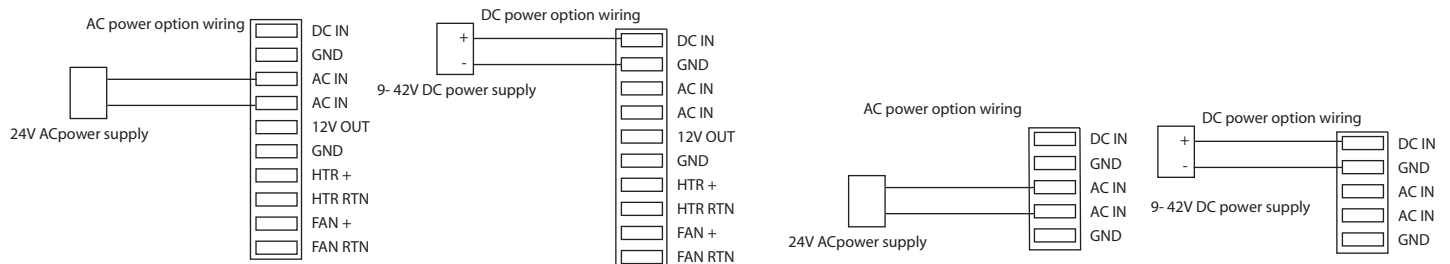 AC power option wiring
DC IN
GND
AC IN
AC IN
12V OUT
GND
HTR +
HTR RTN
FAN +
FAN RTN
24V ACpower supply
DC power option wiring
+
-
9- 42V DC power supply
DC IN
GND
AC IN
AC IN
12V OUT
GND
HTR +
HTR RTN
FAN +
FAN RTN
AC power option wiring
DC IN
GND
AC IN
AC IN
GND
24V ACpower supply
DC power option wiring
+
-
9- 42V DC power supply
DC IN
GND
AC IN
AC IN
GND